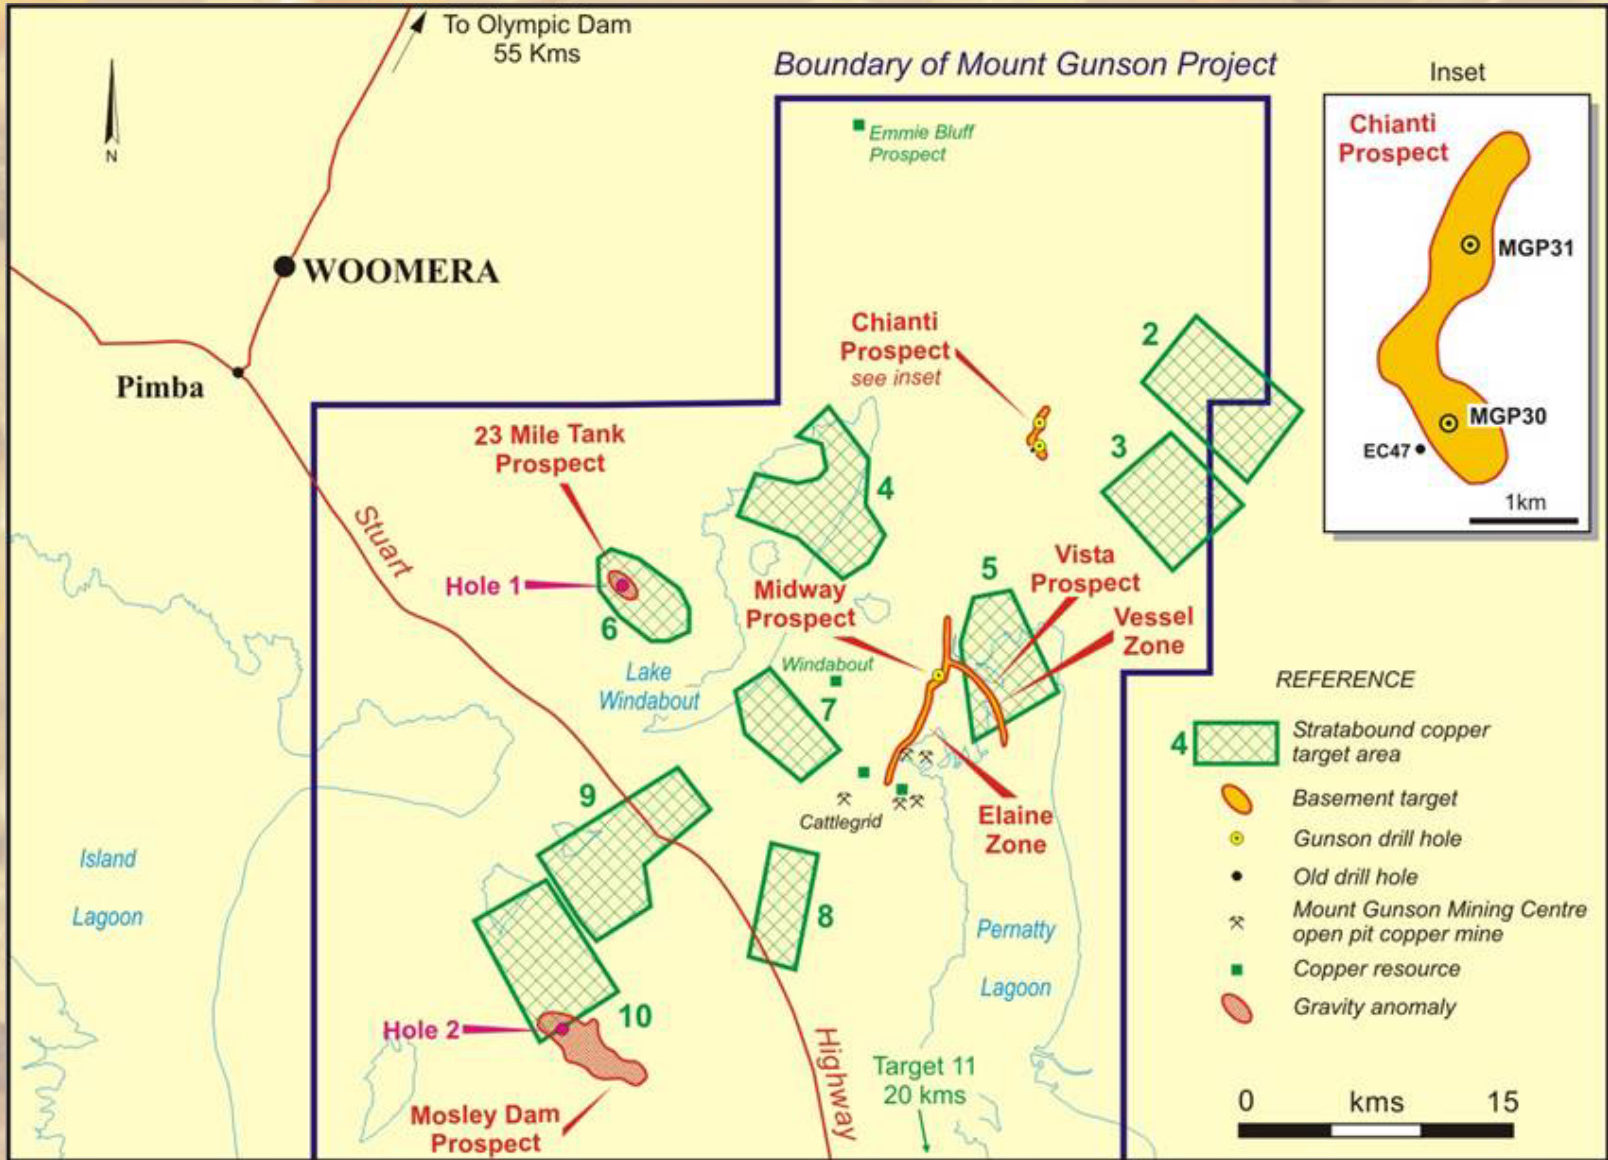 To Olympic Dam
55 Kms
Boundary of Mount Gunson Project
Inset
N
Emmie Bluff
Prospect
Chianti
Prospect
MGP31
MGP30
EC47
1km
WOOMERA
Pimba
Chianti
Prospect
see inset
2
3
23 Mile Tank
Prospect
4
Stuart
Hole 1
6
Midway
Prospect
5
Vista
Prospect
Vessel
Zone
Lake
Windabout
Windabout
7
REFERENCE
4
Stratabound copper
target area
Basement target
Gunson drill hole
Old drill hole
Mount Gunson Mining Centre
open pit copper mine
Copper resource
Gravity anomaly
9
Cattlegrid
Elaine
Zone
Island
Lagoon
8
Pernatty
Lagoon
10
Hole 2
Highway
Target 11
20 kms
Mosley Dam
Prospect
0 kms 15